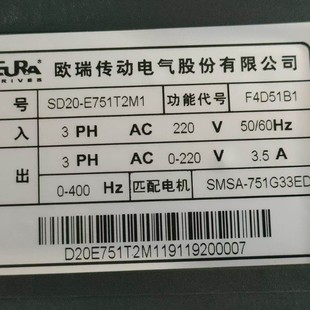 EURA
DRIVES
欧瑞传动电气股份有限公司
号 SD20-E751T2M1 功能代号 F4D51B1
入 3 PH AC 220 V 50/60Hz
出 3 PH AC 0-220 V 3.5 A
0-400 Hz 匹配电机 SMSA-751G33ED
D20E751T2M119119200007